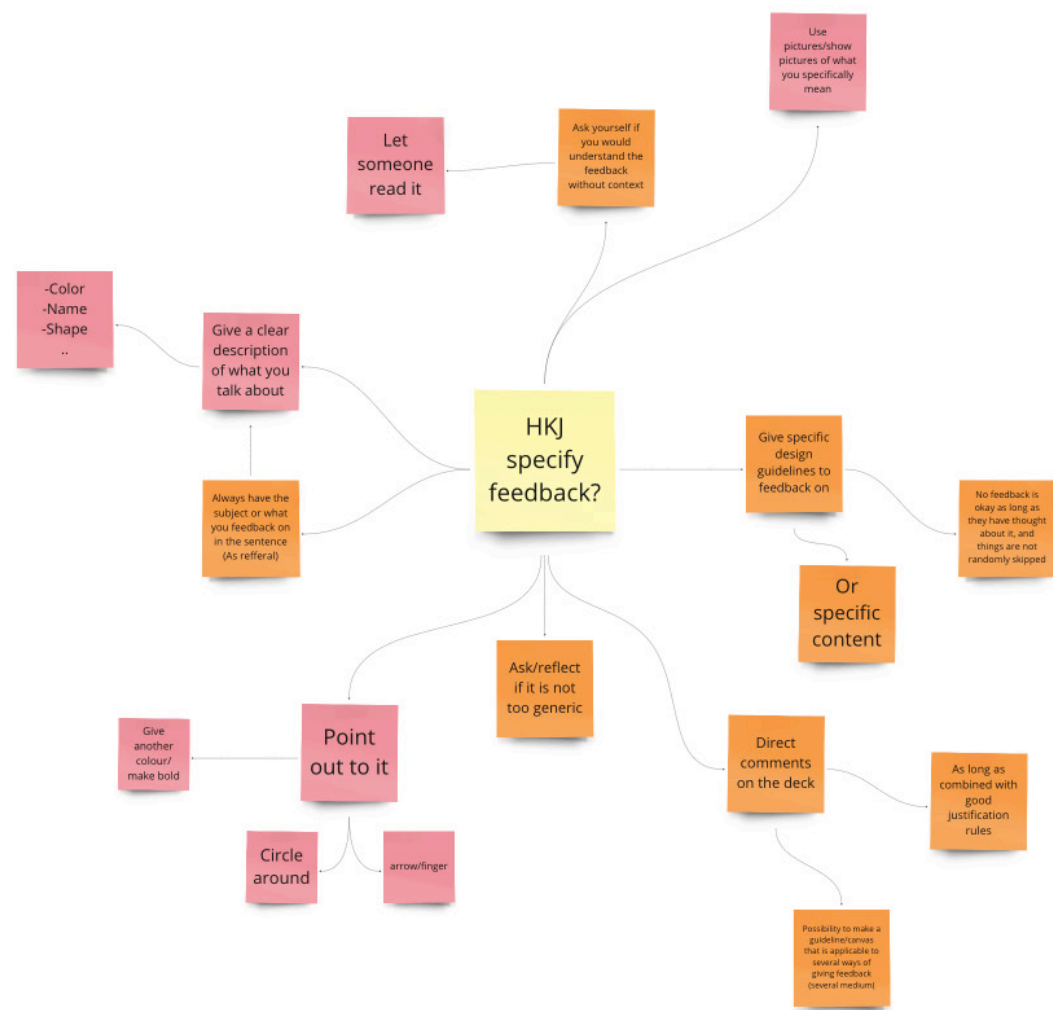 Use
pictures/show
pictures of what
you specifically
mean
Let
someone
read it
Ask yourself if
you would
understand the
feedback
without context
-Color
-Name
-Shape
..
Give a clear
description
of what you
talk about
HKJ
specify
feedback?
Give specific
design
guidelines to
feedback on
No feedback is
okay as long as
they have thought
about it, and
things are not
randomly skipped
Always have the
subject or what
you feedback on
in the sentence
(As refferal)
Or
specific
content
Ask/reflect
if it is not
too generic
Point
out to it
Give
another
colour/
make bold
Circle
around
arrow/finger
Direct
comments
on the deck
As long as
combined with
good
justification
rules
Possibility to make a
guideline/canvas
that is applicable to
several ways of
giving feedback
(several medium)